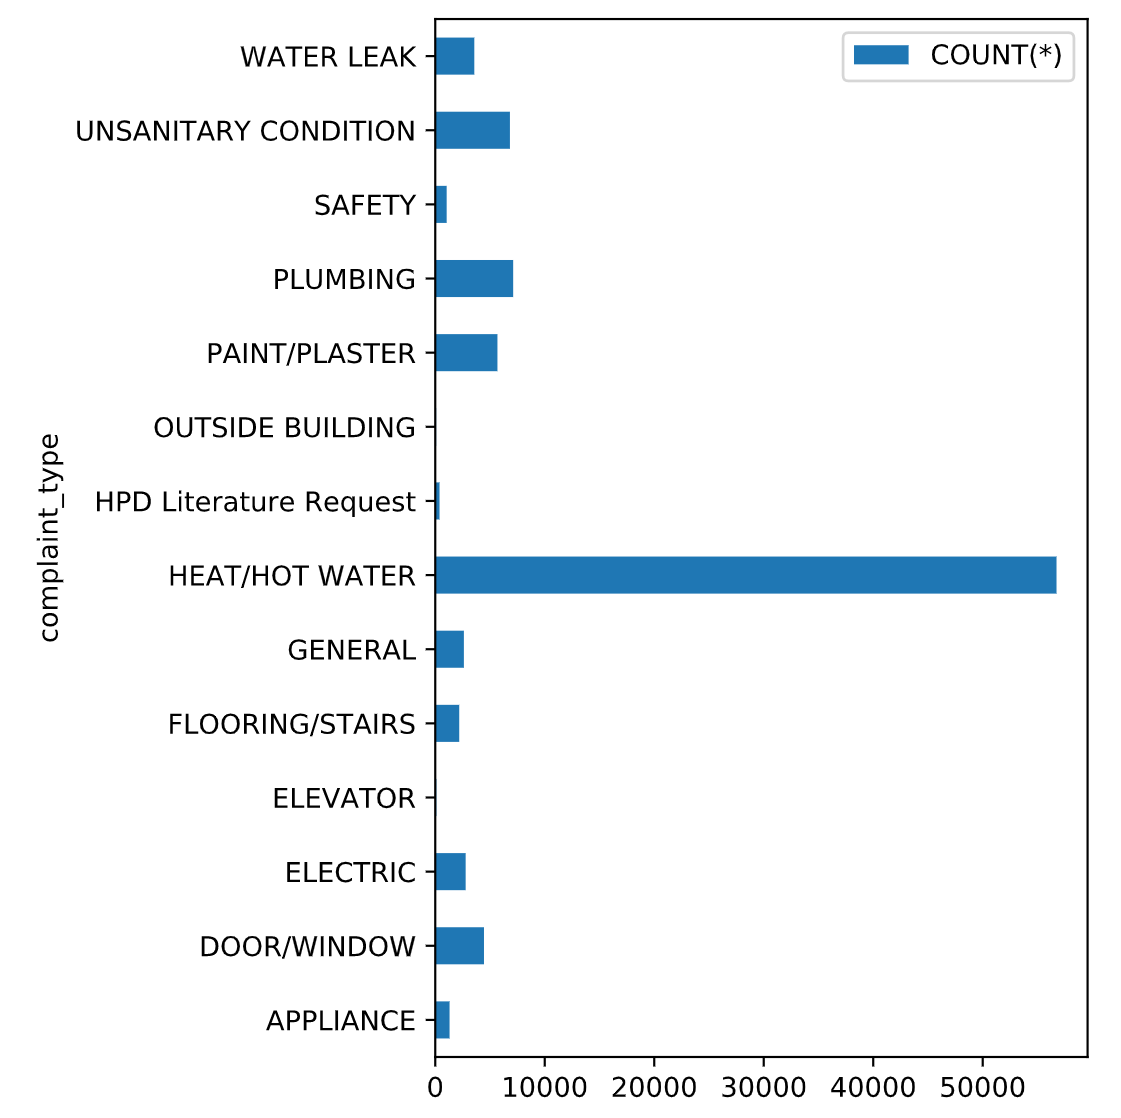 WATER LEAK
COUNT(*)
UNSANITARY CONDITION
SAFETY
PLUMBING
PAINT/PLASTER
OUTSIDE BUILDING
HPD Literature Request
HEAT/HOT WATER
GENERAL
FLOORING/STAIRS
ELEVATOR
ELECTRIC
DOOR/WINDOW
APPLIANCE
complaint_type
0 10000 20000 30000 40000 50000